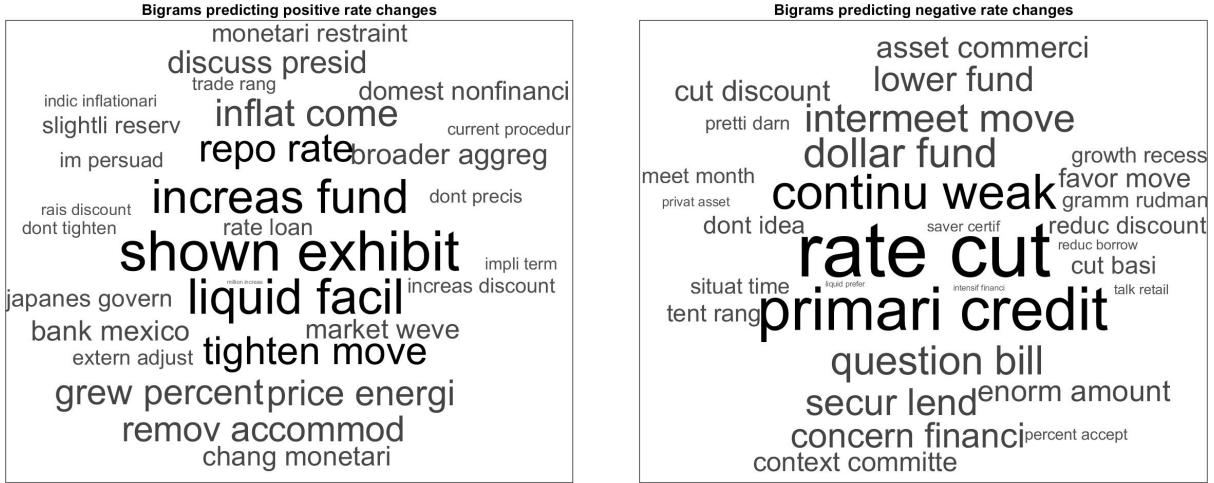 Bigrams predicting positive rate changes
monetari restraint
discuss presid
trade rang
domest nonfinanci
indic inflationari
inflat come
slightli reserv
current procedur
repo rate
im persuad
broader aggreg
increas fund
dont precis
rais discount
dont tighten
rate loan
shown exhibit
impli term
million increas
increas discount
japanes govern
liquid facil
bank mexico
market weve
extern adjust
tighten move
grew percent
price energi
remov accommod
chang monetari
Bigrams predicting negative rate changes
asset commerci
lower fund
cut discount
pretti darn
intermeet move
dollar fund
growth recess
meet month
continu weak
favor move
privat asset
gramm rudman
dont idea
saver certif
reduc discount
rate cut
reduc borrow
cut basi
situat time
liquid prefer
intensif financi
talk retail
tent rang
primari credit
question bill
enorm amount
secur lend
concern financi
percent accept
context committe